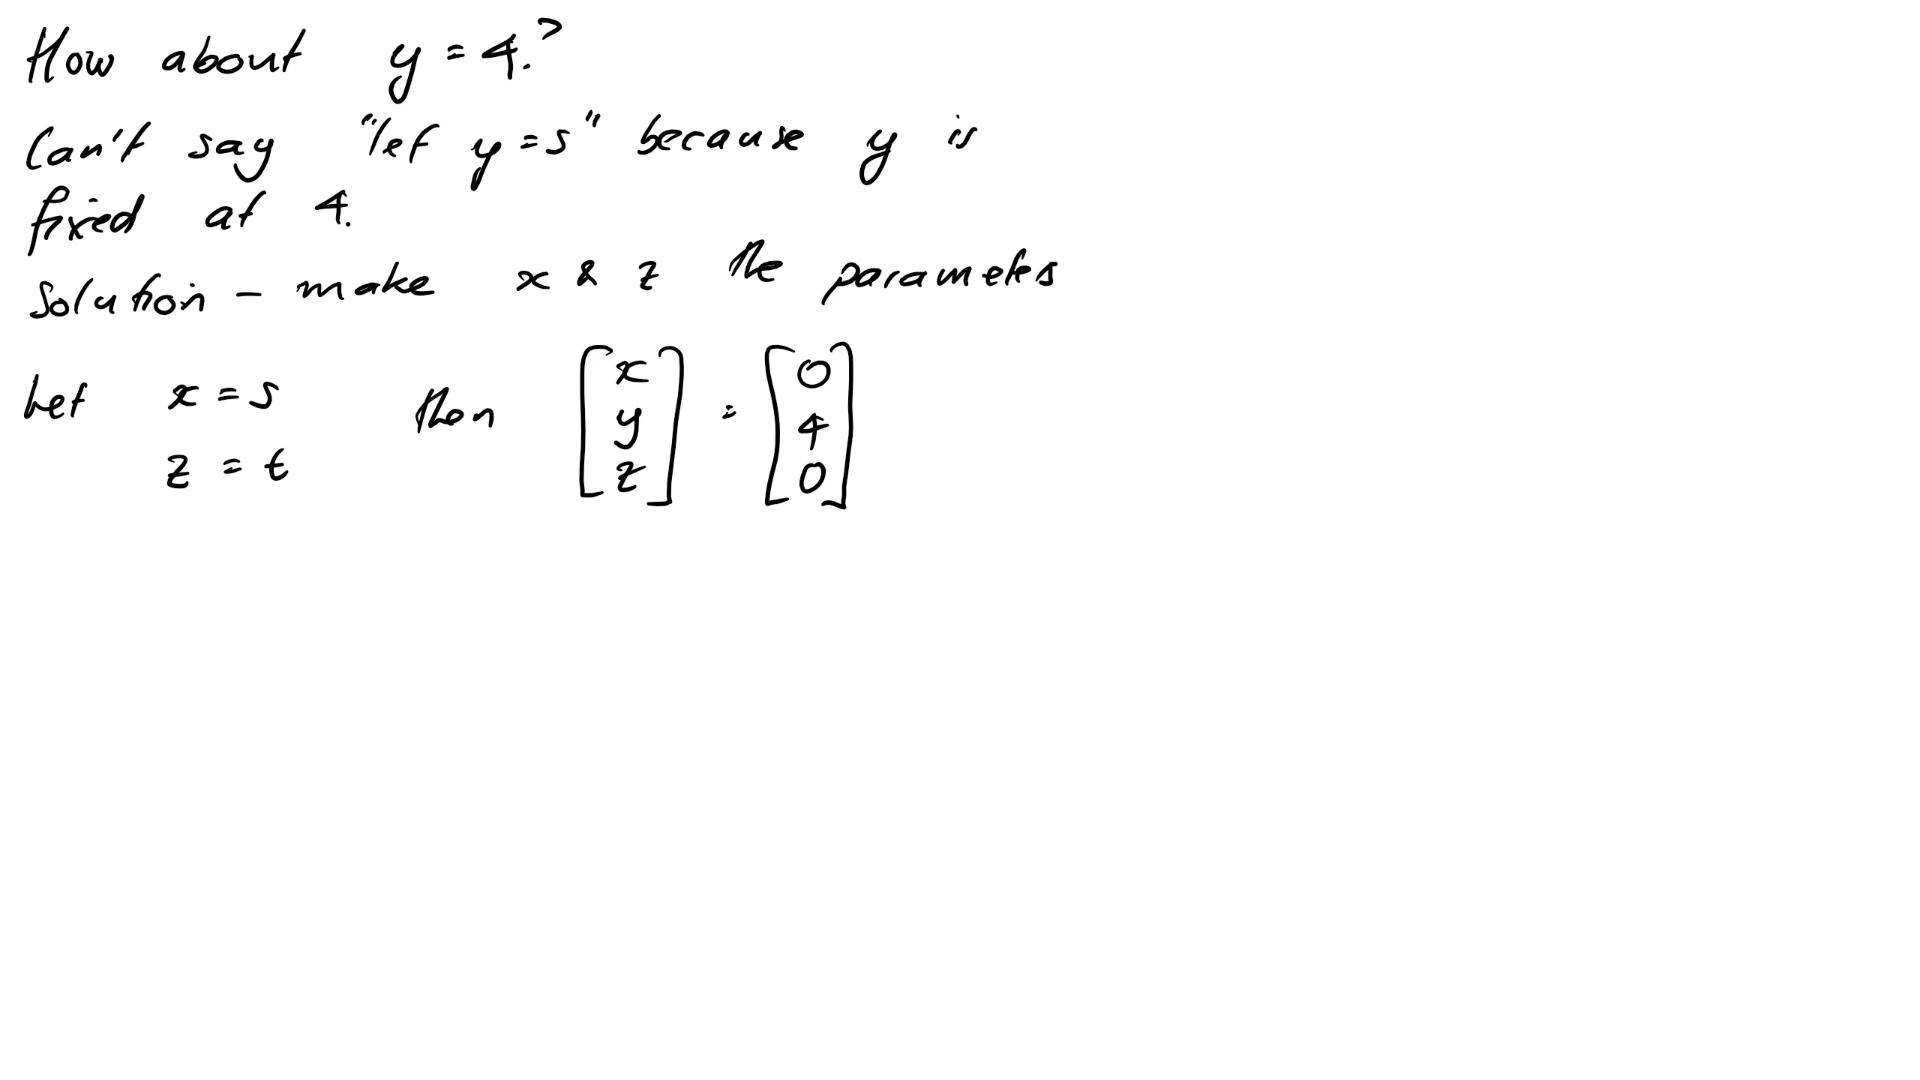 How about y = 4.?
Can't say "let y = s" because y is
fixed at 4.
Solution - make x & z the parameters
Let x = s then [x y z] = [0 4 0]
z = t